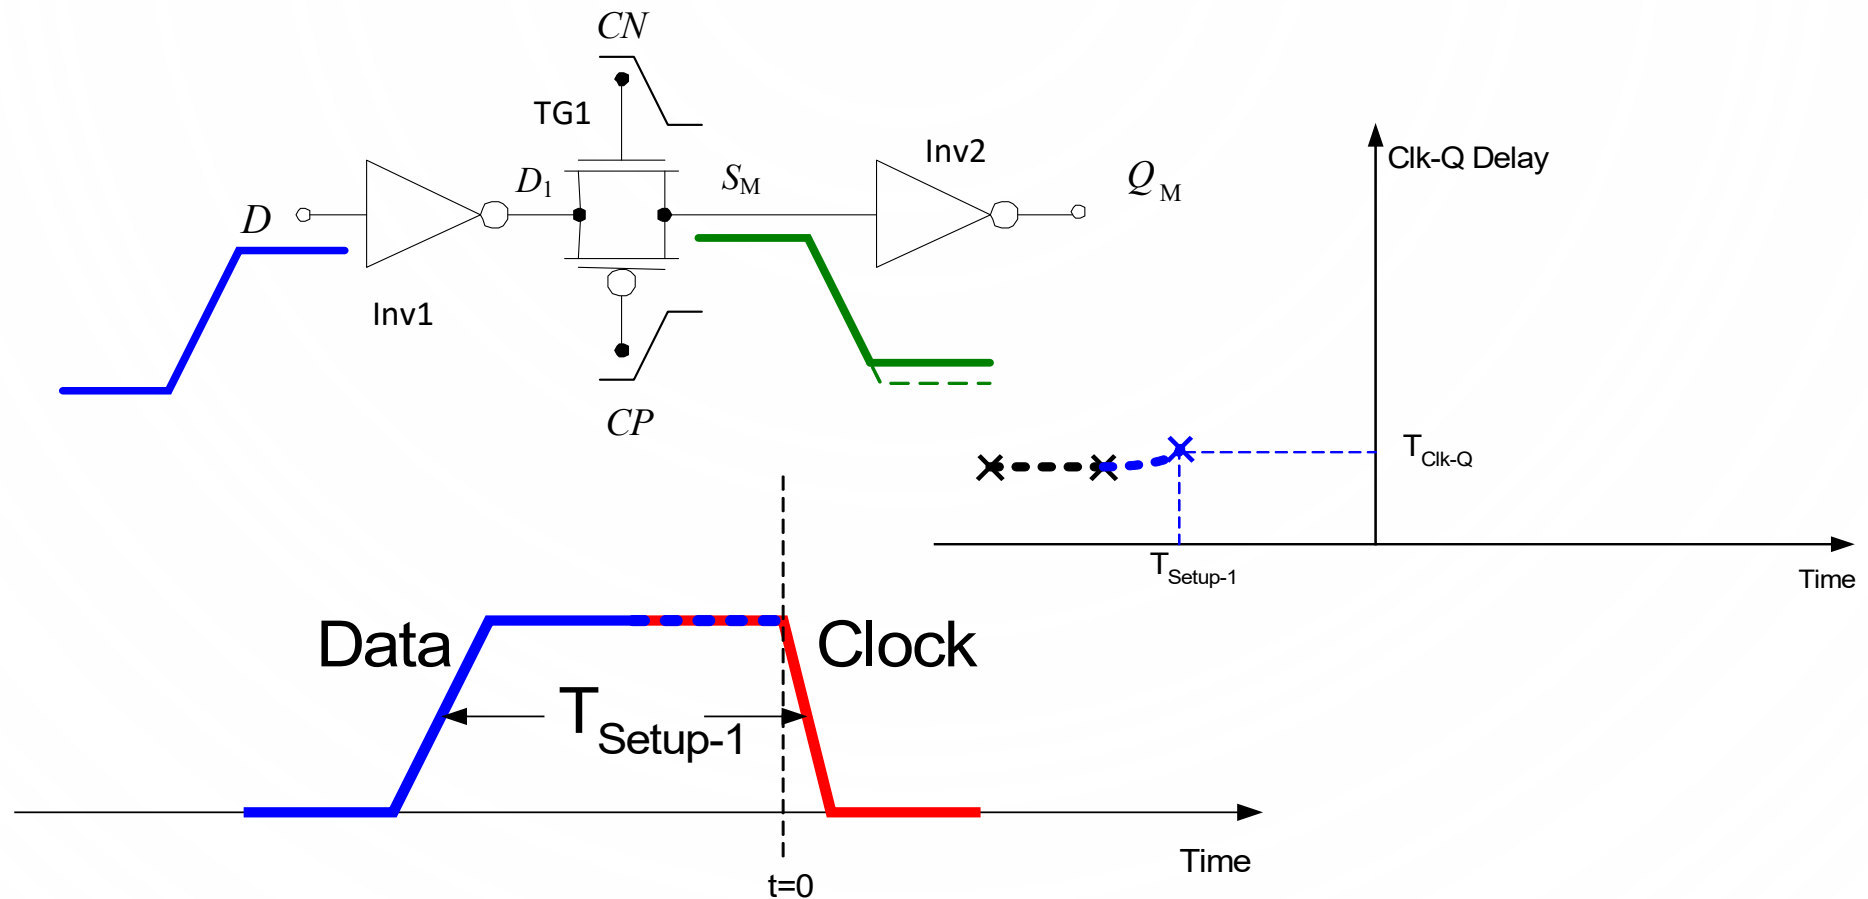 CN
TG1
Inv2
Clk-Q Delay
D
D1
SM
QM
Inv1
CP
TClk-Q
TSetup-1
Time
Data
Clock
TSetup-1
Time
t=0